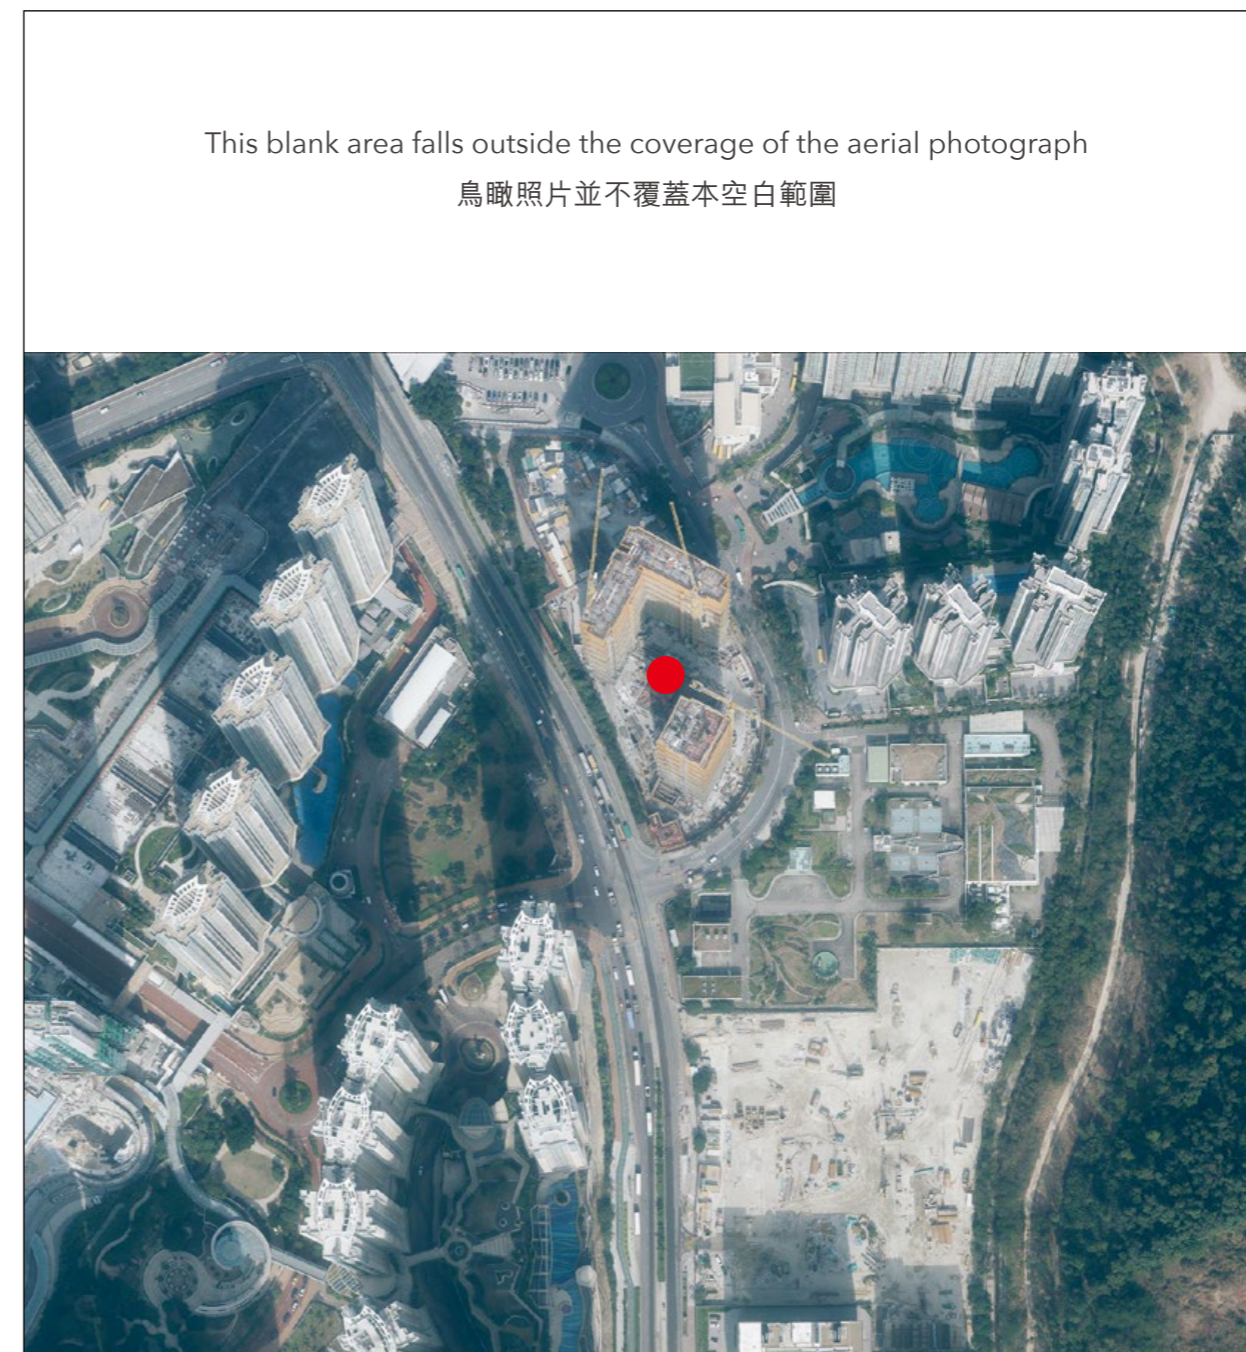 This blank area falls outside the coverage of the aerial photograph
鳥瞰照片並不覆蓋本空白範圍